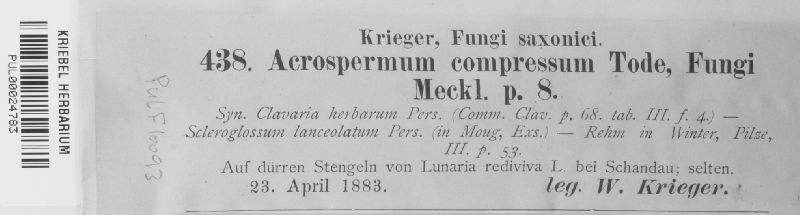 KRIEBEL HERBARIUM
PUL00024783
PulF10093
Krieger, Fungi saxonici.
438. Acrospermum compressum Tode, Fungi
Meckl. p. 8.
Syn. Clavaria herbarum Pers. (Comm. Clav. p. 68. tab. III. f. 4.) —
Scleroglossum lanceolatum Pers. (in Moug, Exs.) — Rehm in Winter, Pilze,
III. p. 53.
Auf dürren Stengeln von Lunaria rediviva L. bei Schandau; selten.
23. April 1883. leg. W. Krieger.